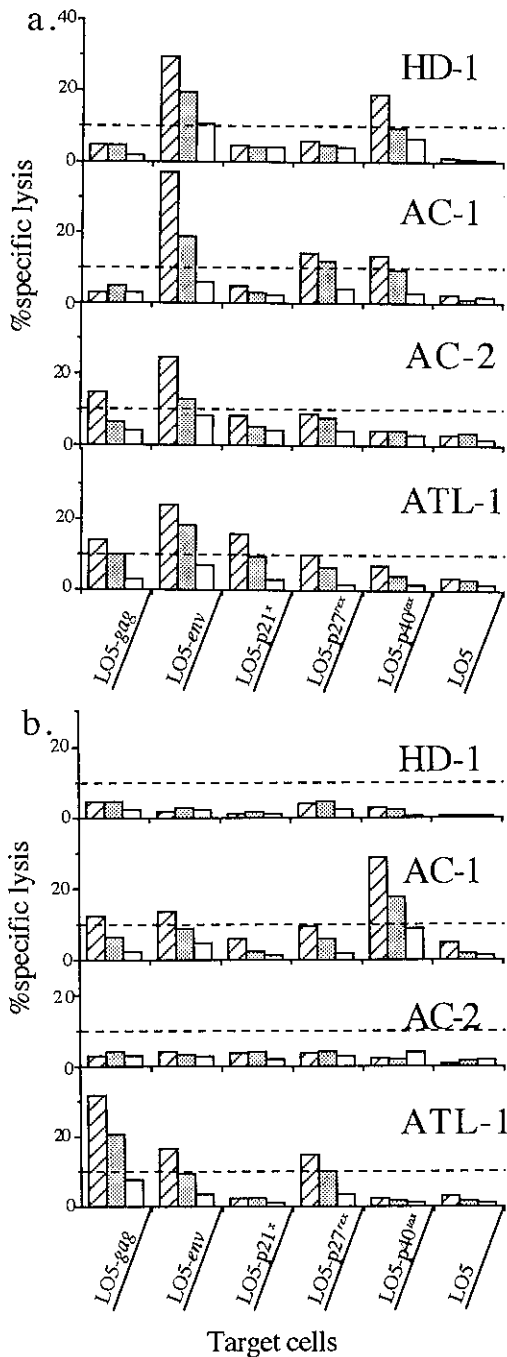 a.
40
20
0
HD-1
20
0
AC-1
20
0
AC-2
20
0
ATL-1
%specific lysis
LO5-gag
LO5-env
LO5-p21x
LO5-p27rex
LO5-p40tax
LO5
b.
20
0
HD-1
20
0
AC-1
20
0
AC-2
20
0
ATL-1
%specific lysis
LO5-gag
LO5-env
LO5-p21x
LO5-p27rex
LO5-p40tax
LO5
Target cells